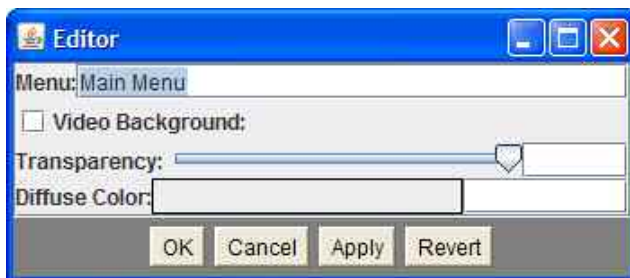 Editor
Menu: Main Menu
Video Background:
Transparency:
Diffuse Color:
OK Cancel Apply Revert